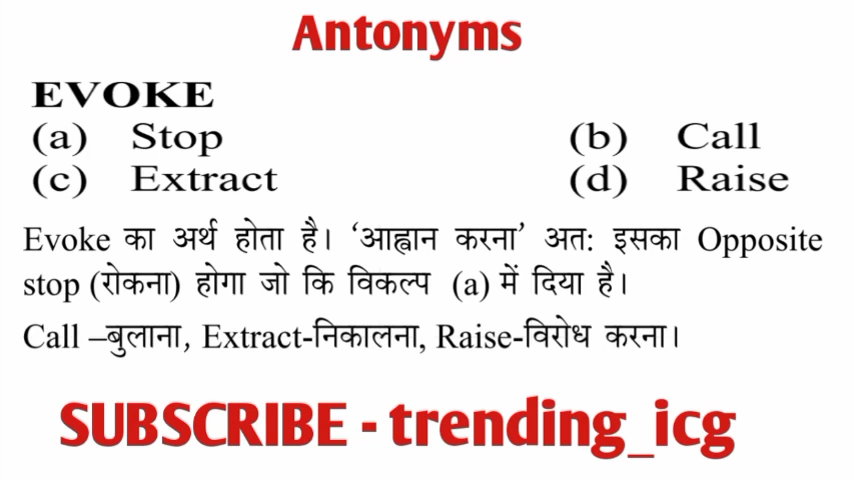 Antonyms
EVOKE
(a) Stop (b) Call
(c) Extract (d) Raise
Evoke का अर्थ होता है। ‘आह्वान करना’ अत: इसका Opposite
stop (रोकना) होगा जो कि विकल्प (a) में दिया है।
Call –बुलाना, Extract-निकालना, Raise-विरोध करना।
SUBSCRIBE - trending_icg